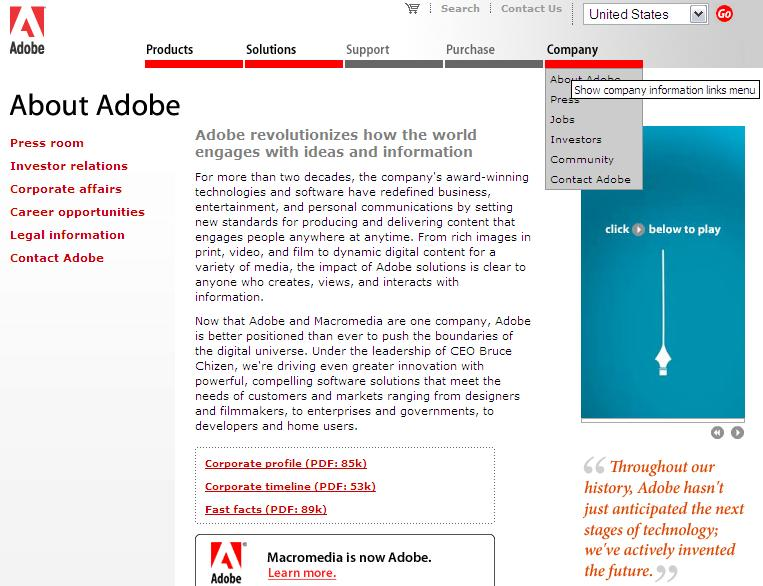 Search
Contact Us
United States
Go
Adobe
Products
Solutions
Support
Purchase
Company
About Adobe
Show company information links menu
Press
Jobs
Investors
Community
Contact Adobe
About Adobe
Press room
Investor relations
Corporate affairs
Career opportunities
Legal information
Contact Adobe
Adobe revolutionizes how the world
engages with ideas and information
For more than two decades, the company's award-winning
technologies and software have redefined business,
entertainment, and personal communications by setting
new standards for producing and delivering content that
engages people anywhere at anytime. From rich images in
print, video, and film to dynamic digital content for a
variety of media, the impact of Adobe solutions is clear to
anyone who creates, views, and interacts with
information.
Now that Adobe and Macromedia are one company, Adobe
is better positioned than ever to push the boundaries of
the digital universe. Under the leadership of CEO Bruce
Chizen, we're driving even greater innovation with
powerful, compelling software solutions that meet the
needs of customers and markets ranging from designers
and filmmakers, to enterprises and governments, to
developers and home users.
Corporate profile (PDF: 85k)
Corporate timeline (PDF: 53k)
Fast facts (PDF: 89k)
Adobe
Macromedia is now Adobe.
Learn more.
click below to play
“Throughout our
history, Adobe hasn't
just anticipated the next
stages of technology;
we've actively invented
the future.”